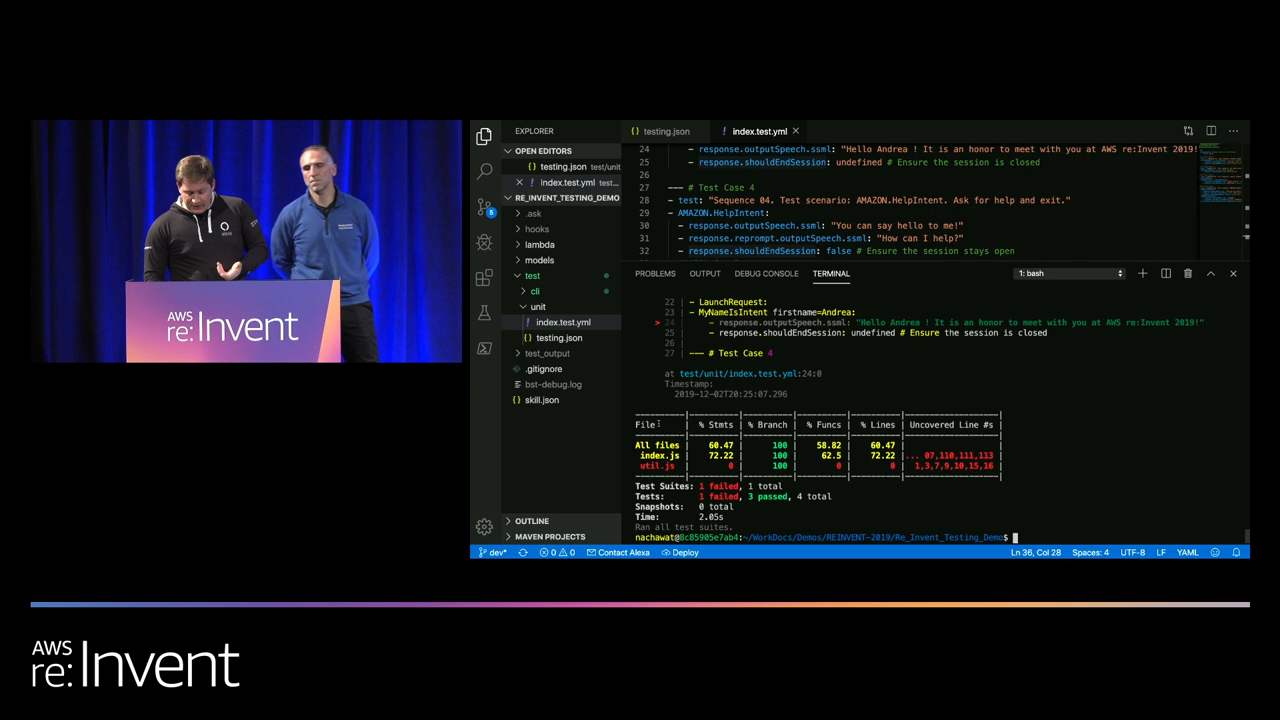 AWS
re:Invent
EXPLORER
OPEN EDITORS
testing.json test/unit
index.test.yml test...
RE_INVENT_TESTING_DEMO
.ask
hooks
lambda
models
test
cli
unit
index.test.yml
testing.json
test_output
.gitignore
bst-debug.log
skill.json
OUTLINE
MAVEN PROJECTS
testing.json
index.test.yml
24 - response.outputSpeech.ssml: "Hello Andrea ! It is an honor to meet with you at AWS re:Invent 2019!
25 - response.shouldEndSession: undefined # Ensure the session is closed
26
27 --- # Test Case 4
28 - test: "Sequence 04. Test scenario: AMAZON.HelpIntent. Ask for help and exit."
29 - AMAZON.HelpIntent:
30 - response.outputSpeech.ssml: "You can say hello to me!"
31 - response.reprompt.outputSpeech.ssml: "How can I help?"
32 - response.shouldEndSession: false # Ensure the session stays open
PROBLEMS OUTPUT DEBUG CONSOLE TERMINAL 1: bash
22 | - LaunchRequest:
23 | - MyNameIsIntent firstname=Andrea:
> 24 | - response.outputSpeech.ssml: "Hello Andrea ! It is an honor to meet with you at AWS re:Invent 2019!"
25 | - response.shouldEndSession: undefined # Ensure the session is closed
26 |
27 | --- # Test Case 4
at test/unit/index.test.yml:24:0
Timestamp:
2019-12-02T20:25:07.296
File | % Stmts | % Branch | % Funcs | % Lines | Uncovered Line #s |
All files | 60.47 | 100 | 58.82 | 60.47 | |
index.js | 72.22 | 100 | 62.5 | 72.22 |... 07,110,111,113 |
util.js | 0 | 100 | 0 | 0 | 1,3,7,9,10,15,16 |
Test Suites: 1 failed, 1 total
Tests: 1 failed, 3 passed, 4 total
Snapshots: 0 total
Time: 2.05s
Ran all test suites.
nachawat@8c85905e7ab4:~/WorkDocs/Demos/REINVENT-2019/Re_Invent_Testing_Demo$
dev* 0 0 Contact Alexa Deploy Ln 36, Col 28 Spaces: 4 UTF-8 LF YAML
AWS
re:Invent